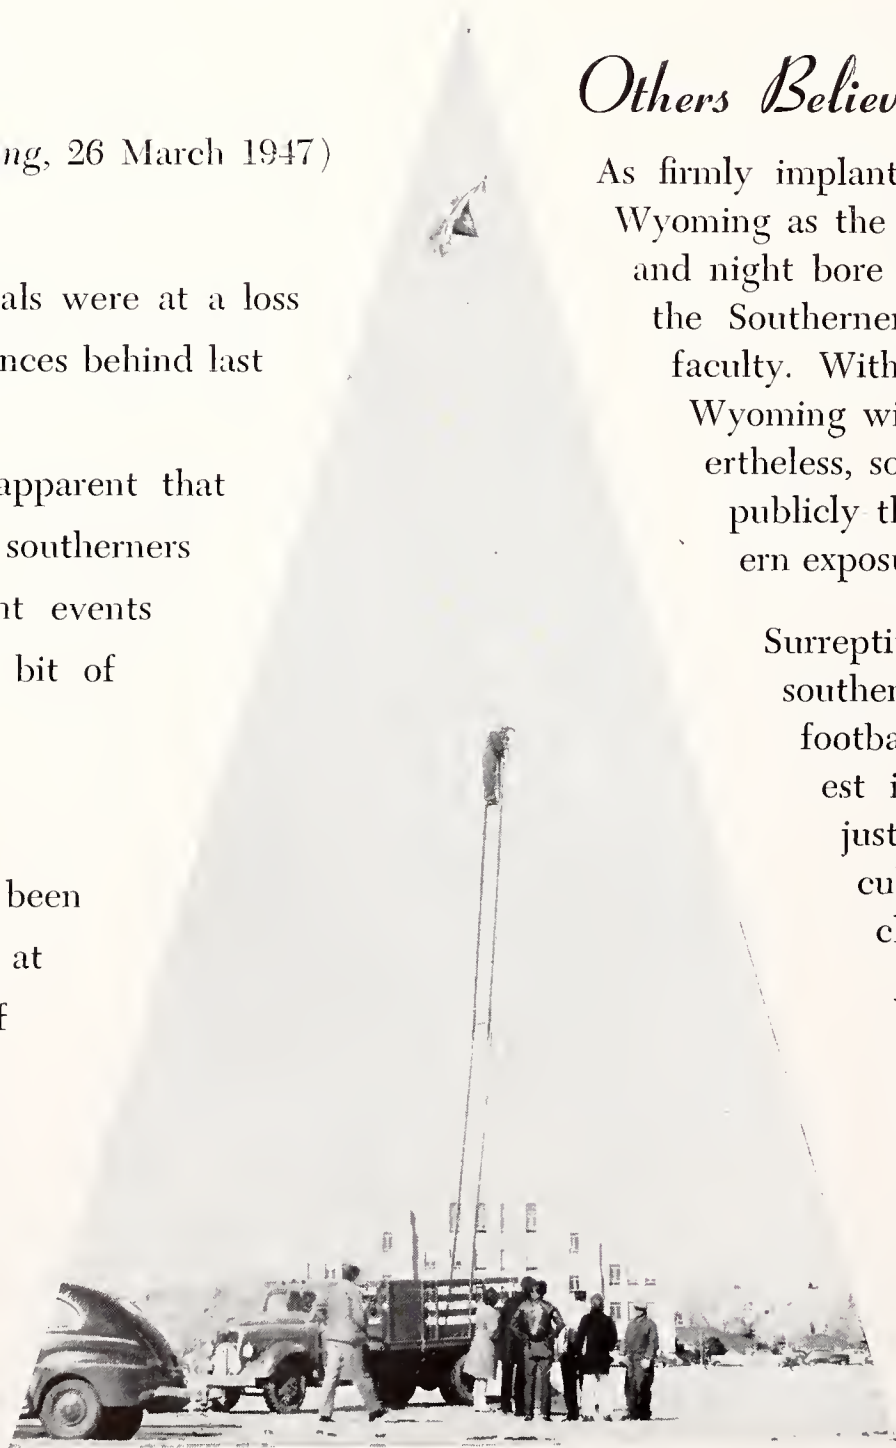 ng, 26 March 1947)
als were at a loss
nces behind last
apparent that
southerners
nt events
bit of
been
at
f
Others Believ
As firmly implant
Wyoming as the
and night bore
the Southerner
faculty. With
Wyoming wi
ertheless, so
publicly th
ern exposu
Surrepti
souther
footba
est i
just
cu
cl